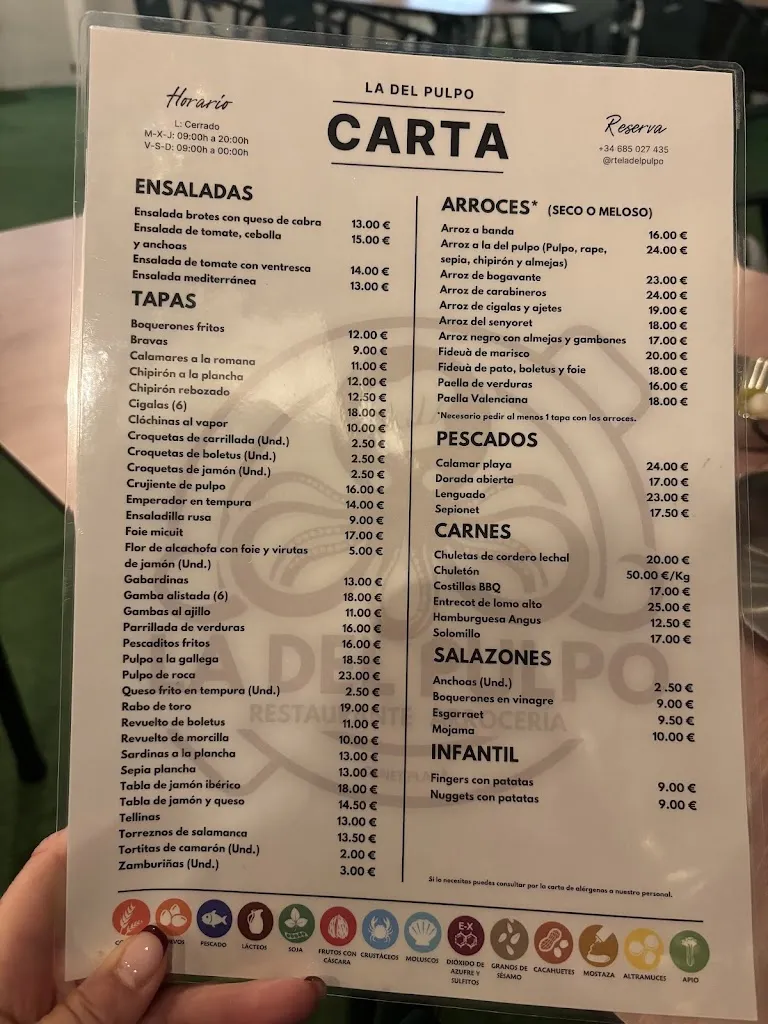 LA DEL PULPO
CARTA
Horario
L: Cerrado
M-X-J: 09:00h a 20:00h
V-S-D: 09:00h a 00:00h
Reserva
+34 685 027 435
@rteladelpulpo
ENSALADAS
Ensalada brotes con queso de cabra 13.00 €
Ensalada de tomate, cebolla 15.00 €
y anchoas
Ensalada de tomate con ventresca 14.00 €
Ensalada mediterránea 13.00 €
TAPAS
Boquerones fritos 12.00 €
Bravas 9.00 €
Calamares a la romana 11.00 €
Chipirón a la plancha 12.00 €
Chipirón rebozado 12.50 €
Cigalas (6) 18.00 €
Clóchinas al vapor 10.00 €
Croquetas de carrillada (Und.) 2.50 €
Croquetas de boletus (Und.) 2.50 €
Croquetas de jamón (Und.) 2.50 €
Crujiente de pulpo 16.00 €
Emperador en tempura 14.00 €
Ensaladilla rusa 9.00 €
Foie micuit 17.00 €
Flor de alcachofa con foie y virutas 5.00 €
de jamón (Und.)
Gabardinas 13.00 €
Gamba alistada (6) 18.00 €
Gambas al ajillo 11.00 €
Parrillada de verduras 16.00 €
Pescaditos fritos 16.00 €
Pulpo a la gallega 18.50 €
Pulpo de roca 23.00 €
Queso frito en tempura (Und.) 2.50 €
Rabo de toro 19.00 €
Revuelto de boletus 11.00 €
Revuelto de morcilla 10.00 €
Sardinas a la plancha 13.00 €
Sepia plancha 13.00 €
Tabla de jamón ibérico 18.00 €
Tabla de jamón y queso 14.50 €
Tellinas 13.00 €
Torreznos de salamanca 13.50 €
Tortitas de camarón (Und.) 2.00 €
Zamburiñas (Und.) 3.00 €
ARROCES* (SECO O MELOSO)
Arroz a banda 16.00 €
Arroz a la del pulpo (Pulpo, rape, 24.00 €
sepia, chipirón y almejas)
Arroz de bogavante 23.00 €
Arroz de carabineros 24.00 €
Arroz de cigalas y ajetes 19.00 €
Arroz del senyoret 18.00 €
Arroz negro con almejas y gambones 17.00 €
Fideuà de marisco 20.00 €
Fideuà de pato, boletus y foie 18.00 €
Paella de verduras 16.00 €
Paella Valenciana 18.00 €
*Necesario pedir al menos 1 tapa con los arroces.
PESCADOS
Calamar playa 24.00 €
Dorada abierta 17.00 €
Lenguado 23.00 €
Sepionet 17.50 €
CARNES
Chuletas de cordero lechal 20.00 €
Chuletón 50.00 €/Kg
Costillas BBQ 17.00 €
Entrecot de lomo alto 25.00 €
Hamburguesa Angus 12.50 €
Solomillo 17.00 €
SALAZONES
Anchoas (Und.) 2.50 €
Boquerones en vinagre 9.00 €
Esgarraet 9.50 €
Mojama 10.00 €
INFANTIL
Fingers con patatas 9.00 €
Nuggets con patatas 9.00 €
Si lo necesitas puedes consultar por la carta de alérgenos a nuestro personal.
PESCADO
LÁCTEOS
SOJA
FRUTOS CON
CÁSCARA
CRUSTÁCEOS
MOLUSCOS
E-X
DIÓXIDO DE
AZUFRE Y
SULFITOS
GRANOS DE
SÉSAMO
CACAHUETES
MOSTAZA
ALTRAMUCES
APIO